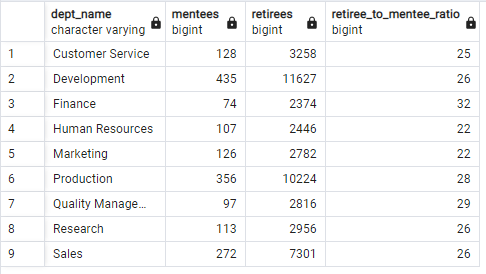 dept_name mentees retirees retiree_to_mentee_ratio
character varying bigint bigint bigint
1 Customer Service 128 3258 25
2 Development 435 11627 26
3 Finance 74 2374 32
4 Human Resources 107 2446 22
5 Marketing 126 2782 22
6 Production 356 10224 28
7 Quality Manage... 97 2816 29
8 Research 113 2956 26
9 Sales 272 7301 26